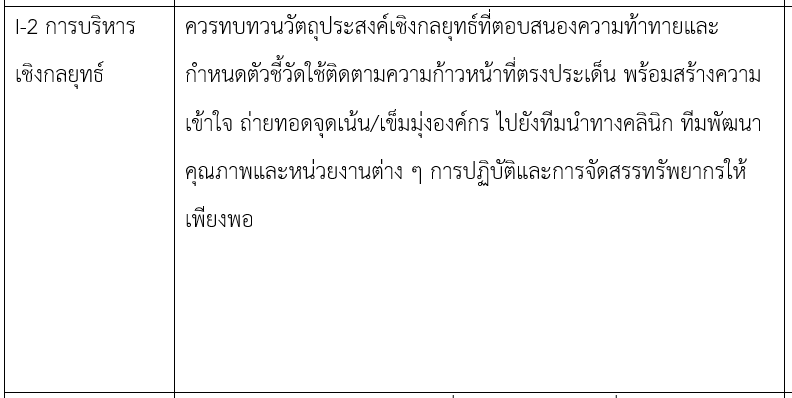 I-2 การบริหาร
เชิงกลยุทธ์
ควรทบทวนวัตถุประสงค์เชิงกลยุทธ์ที่ตอบสนองความท้าทายและ
กำหนดตัวชี้วัดใช้ติดตามความก้าวหน้าที่ตรงประเด็น พร้อมสร้างความ
เข้าใจ ถ่ายทอดจุดเน้น/เข็มมุ่งองค์กร ไปยังทีมนำทางคลินิก ทีมพัฒนา
คุณภาพและหน่วยงานต่าง ๆ การปฏิบัติและการจัดสรรทรัพยากรให้
เพียงพอ